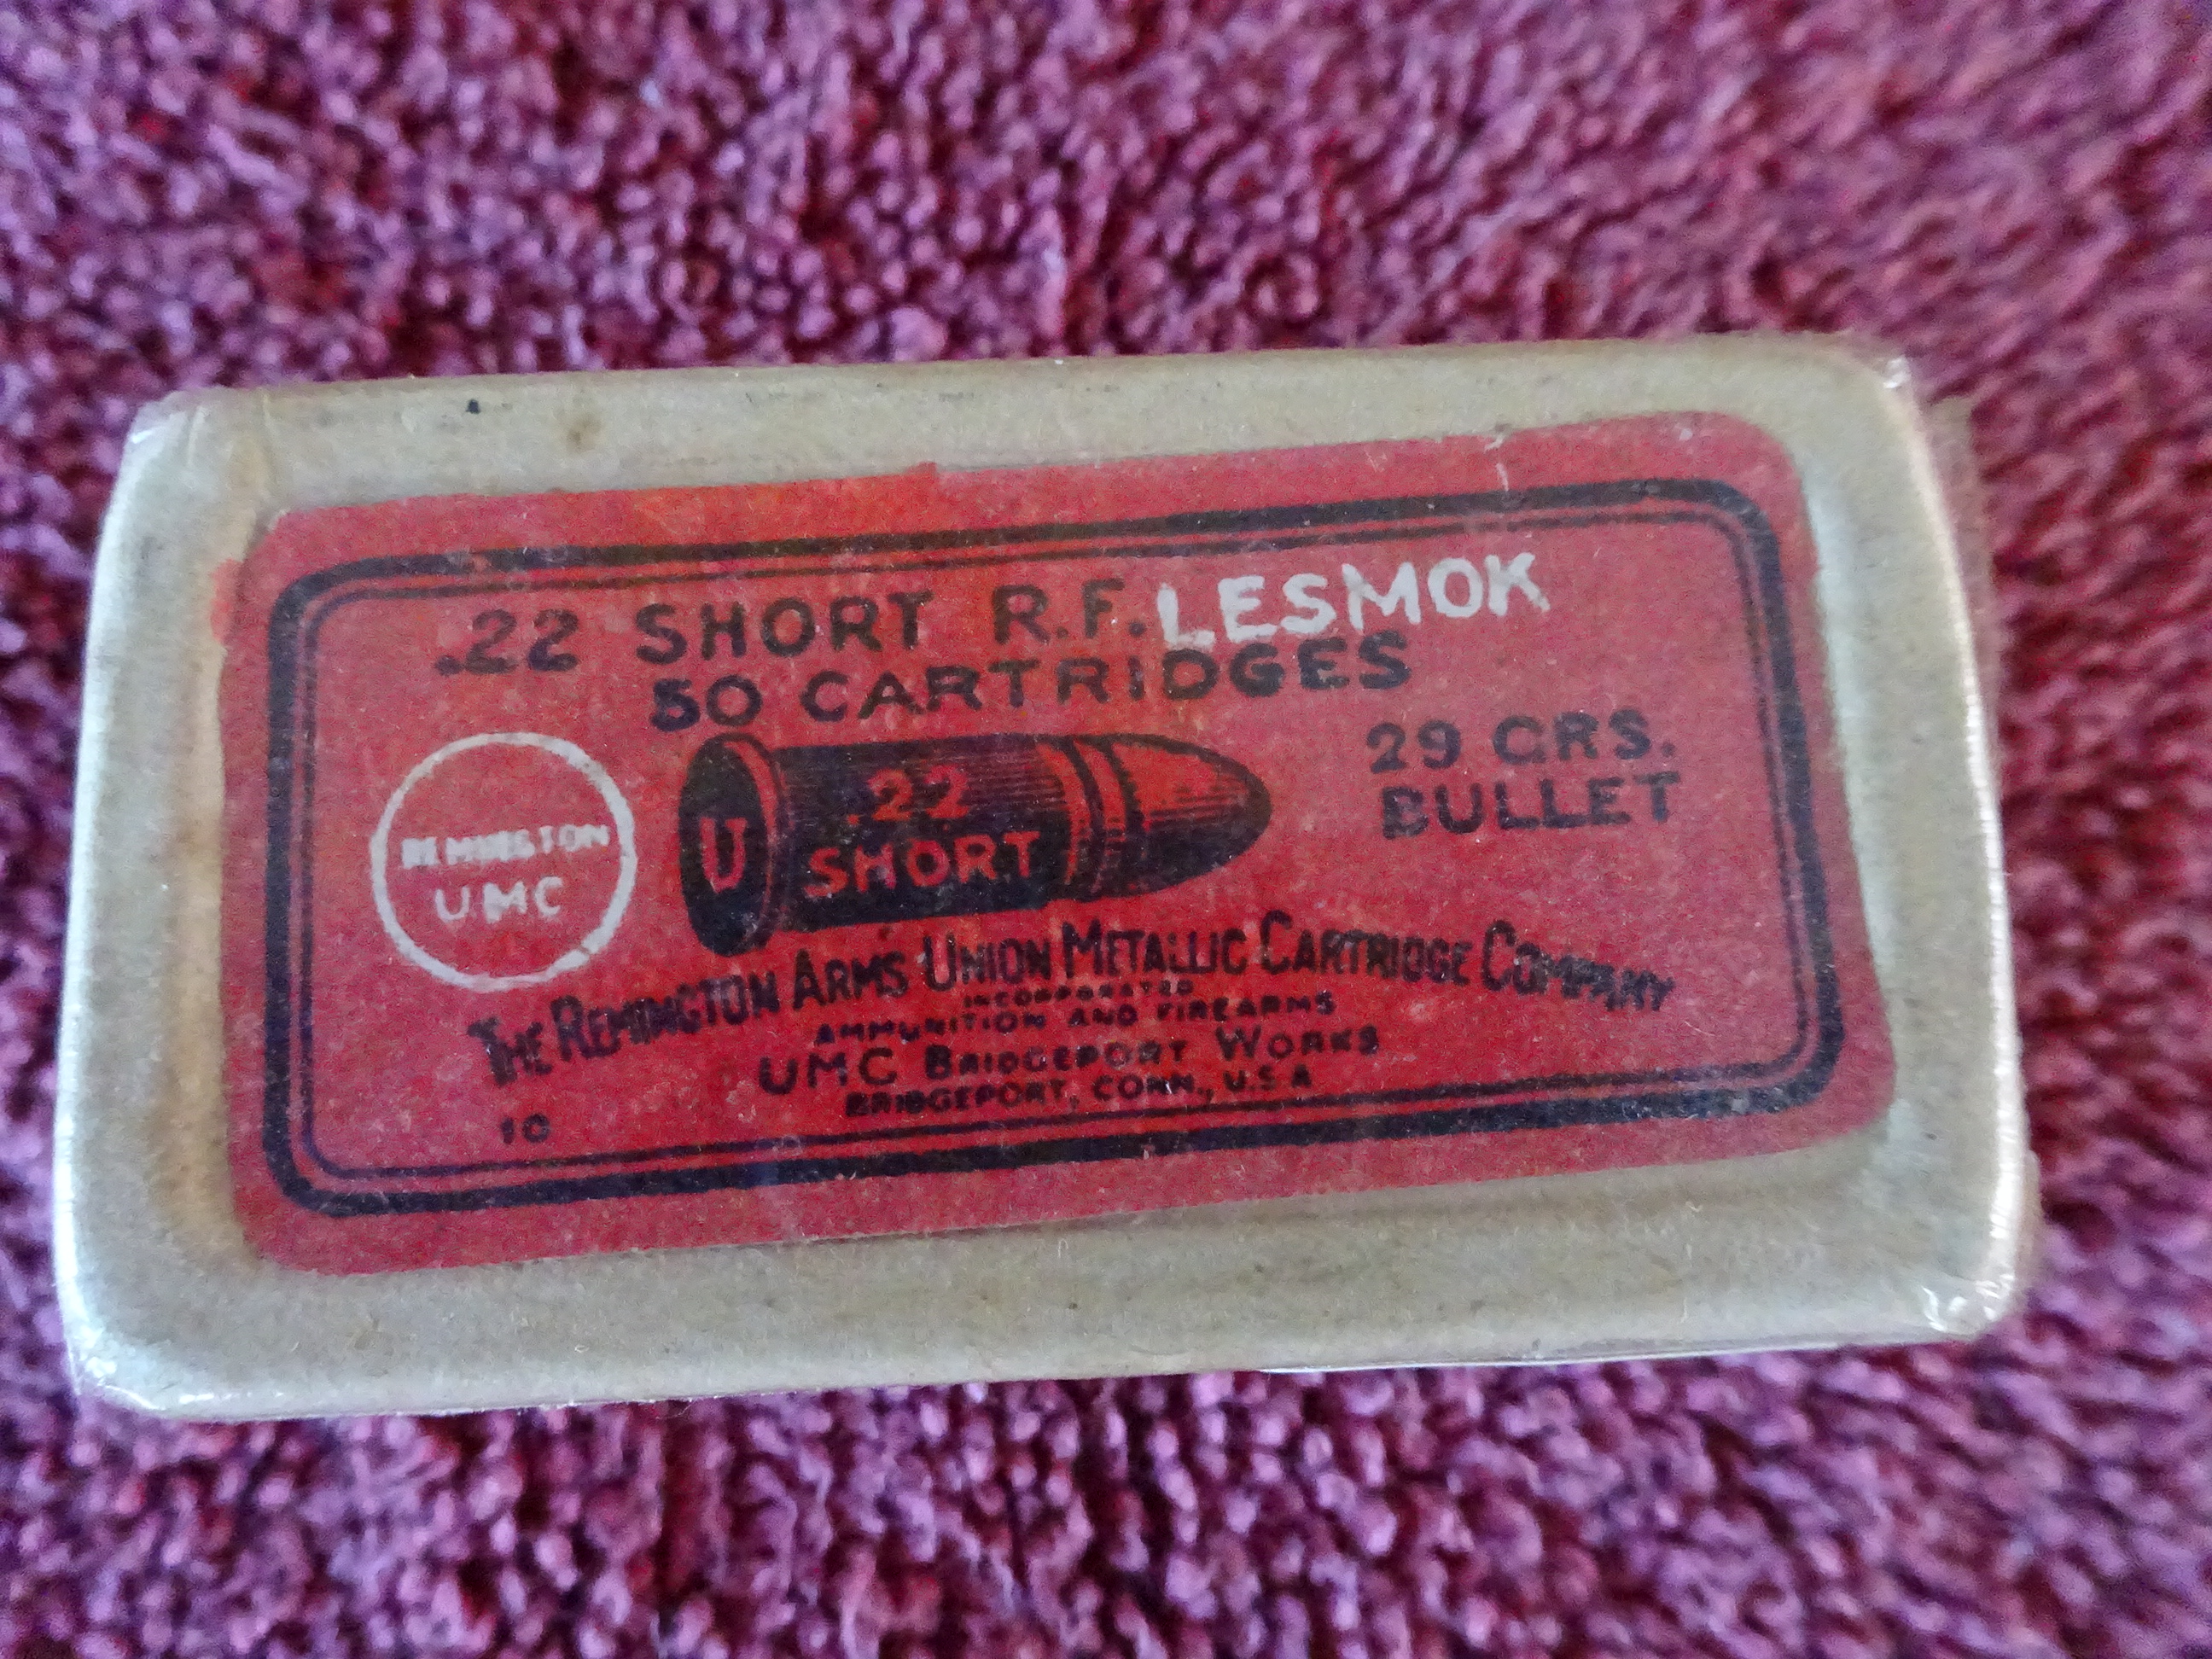 .22 SHORT R.F. LESMOK
50 CARTRIDGES
29 GRS.
BULLET
REMINGTON
UMC
U
.22
SHORT
THE REMINGTON ARMS UNION METALLIC CARTRIDGE COMPANY
INCORPORATED
AMMUNITION AND FIREARMS
UMC BRIDGEPORT WORKS
BRIDGEPORT, CONN., U.S.A
10